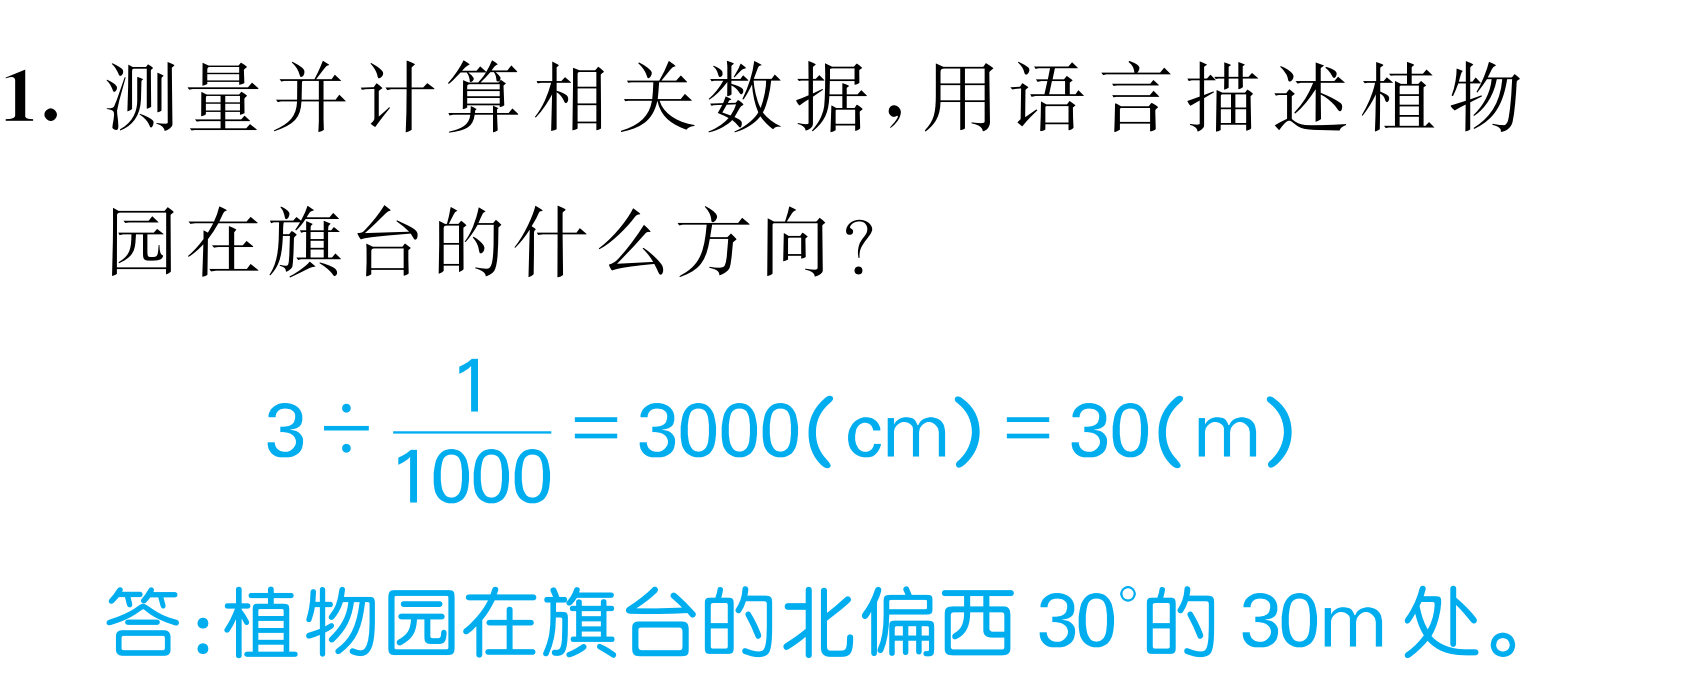 1. 测量并计算相关数据,用语言描述植物
园在旗台的什么方向?
3÷1/1000=3000(cm)=30(m)
答:植物园在旗台的北偏西 30°的 30m 处。